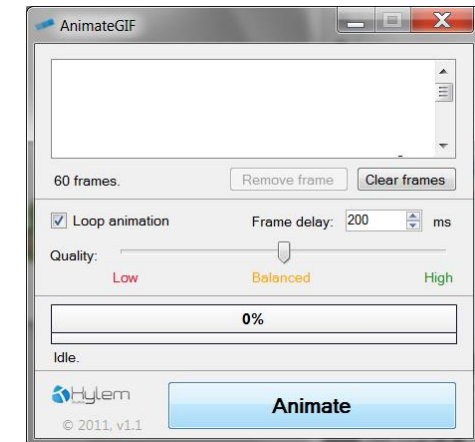 AnimateGIF
60 frames.
Remove frame
Clear frames
Loop animation
Frame delay: 200 ms
Quality:
Low
Balanced
High
0%
Idle.
Hylem
© 2011, v1.1
Animate